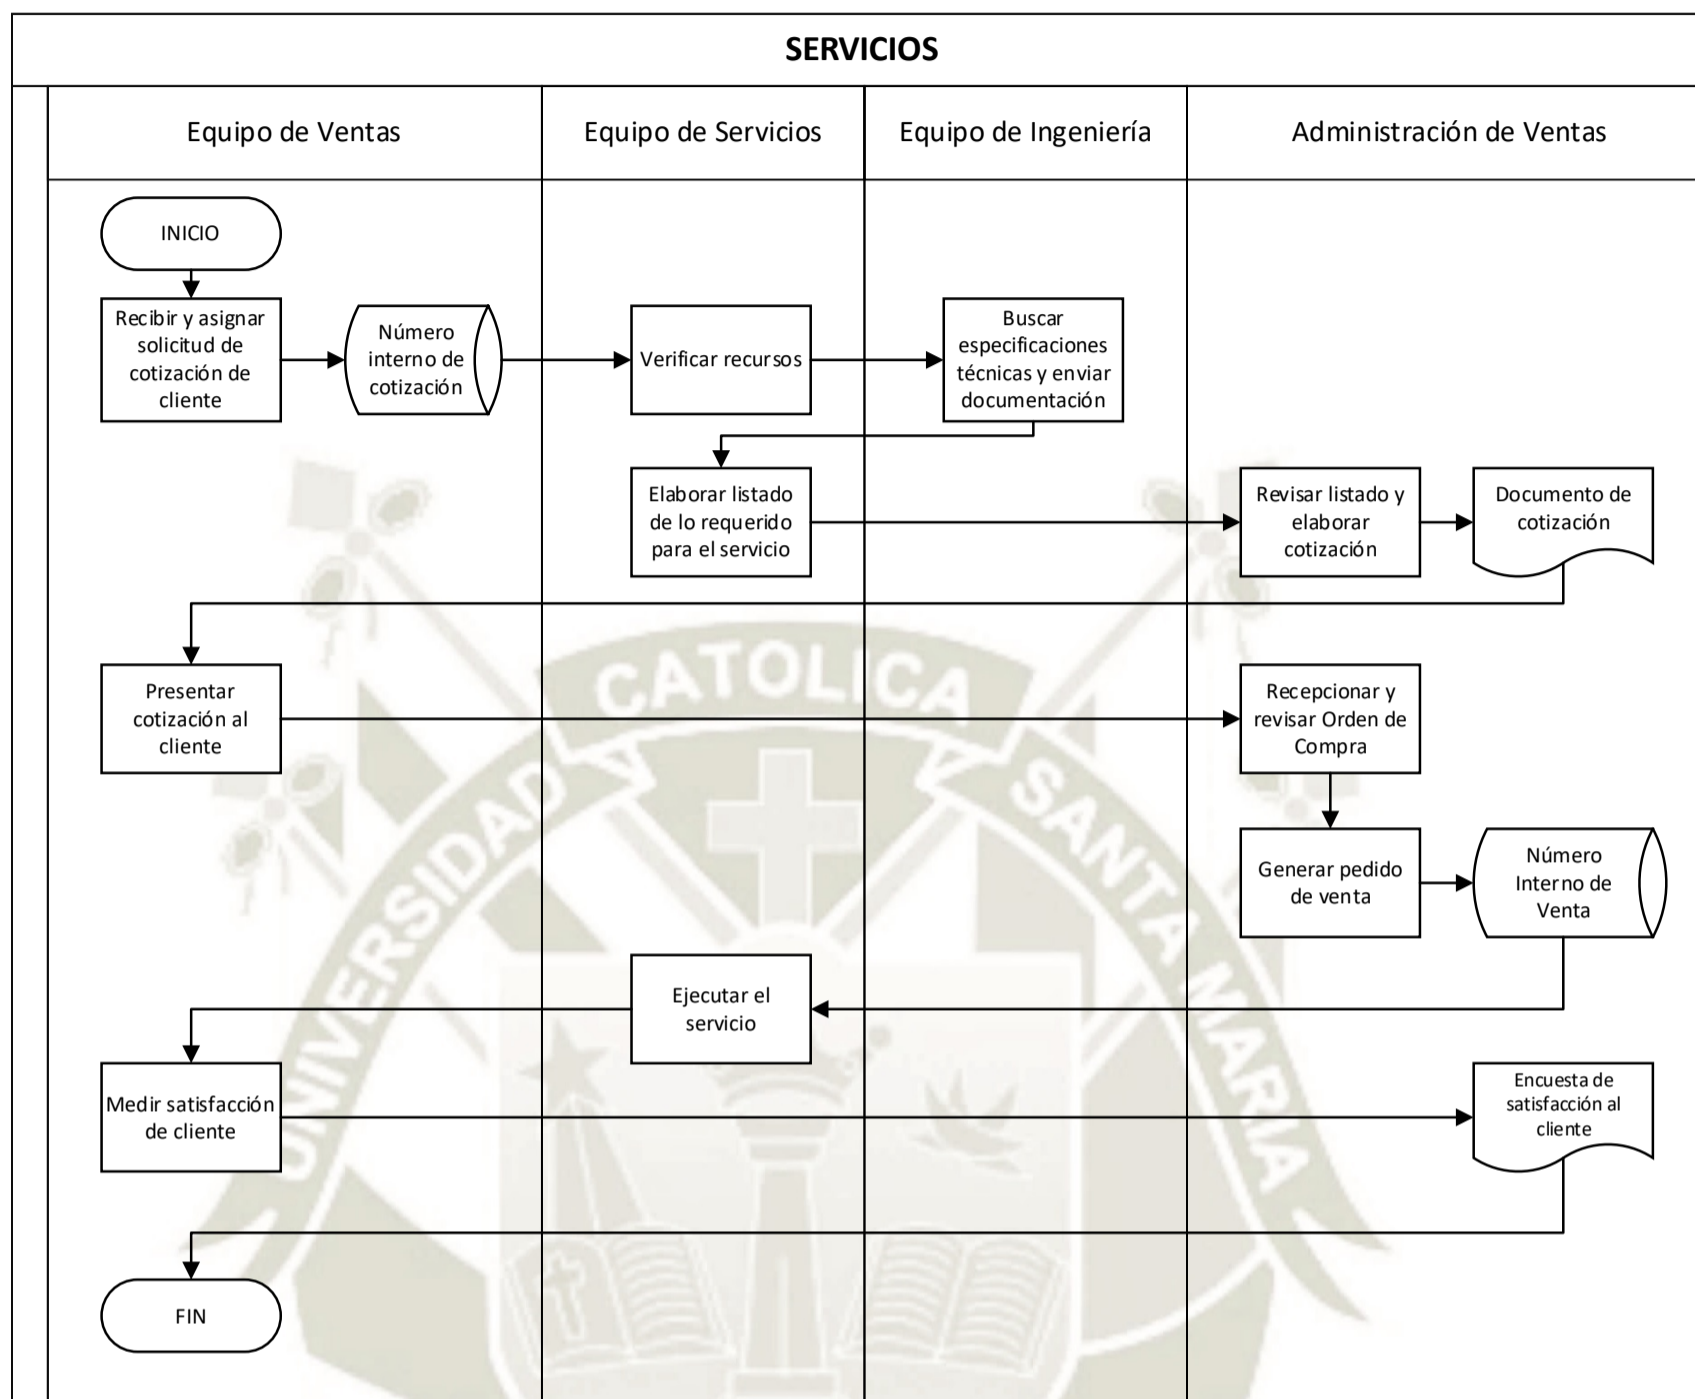 SERVICIOS
Equipo de Ventas
Equipo de Servicios
Equipo de Ingeniería
Administración de Ventas
INICIO
Recibir y asignar
solicitud de
cotización de
cliente
Número
interno de
cotización
Verificar recursos
Buscar
especificaciones
técnicas y enviar
documentación
Elaborar listado
de lo requerido
para el servicio
Revisar listado y
elaborar
cotización
Documento de
cotización
Presentar
cotización al
cliente
Recepcionar y
revisar Orden de
Compra
Generar pedido
de venta
Número
Interno de
Venta
Ejecutar el
servicio
Medir satisfacción
de cliente
Encuesta de
satisfacción al
cliente
FIN
UNIVERSIDAD CATOLICA SANTA MARIA